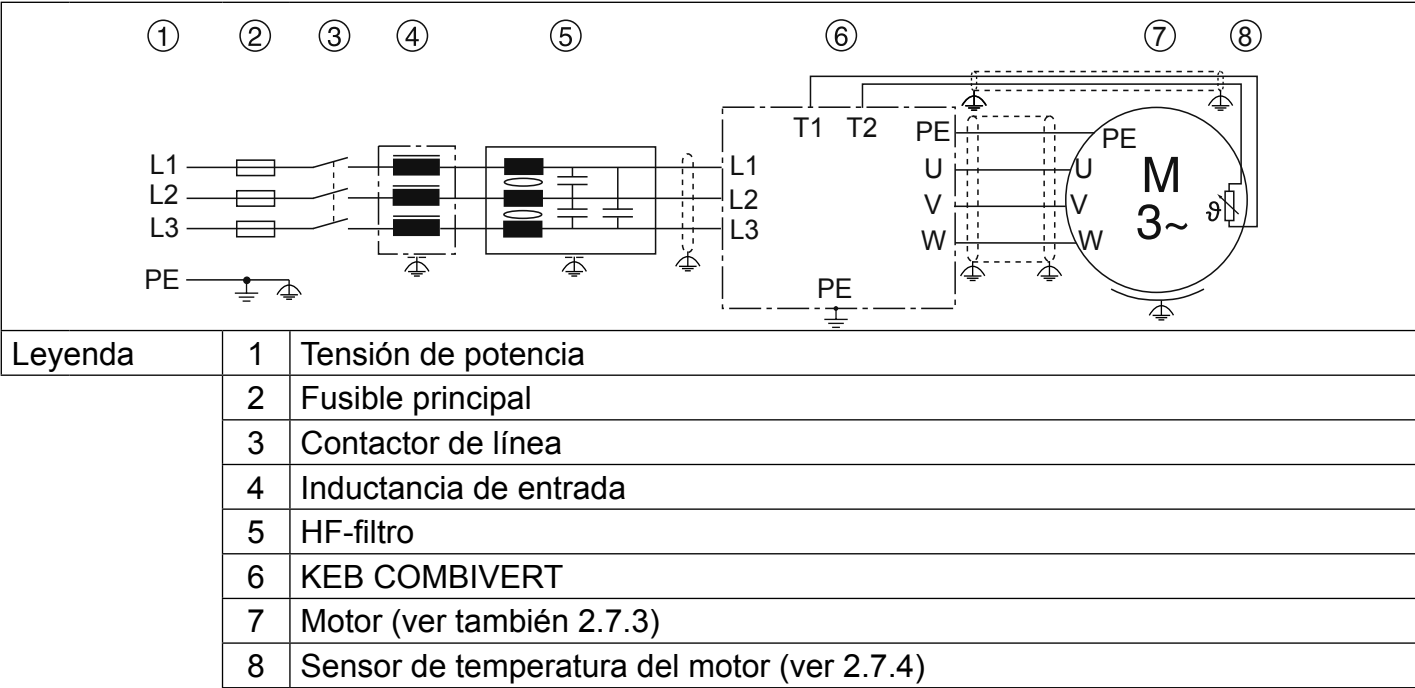 1 2 3 4 5 6 7 8
T1 T2 PE PE
L1 L1 U U M
L2 L2 V V 3~ ϑ
L3 L3 W W
PE PE
Leyenda 1 Tensión de potencia
2 Fusible principal
3 Contactor de línea
4 Inductancia de entrada
5 HF-filtro
6 KEB COMBIVERT
7 Motor (ver también 2.7.3)
8 Sensor de temperatura del motor (ver 2.7.4)